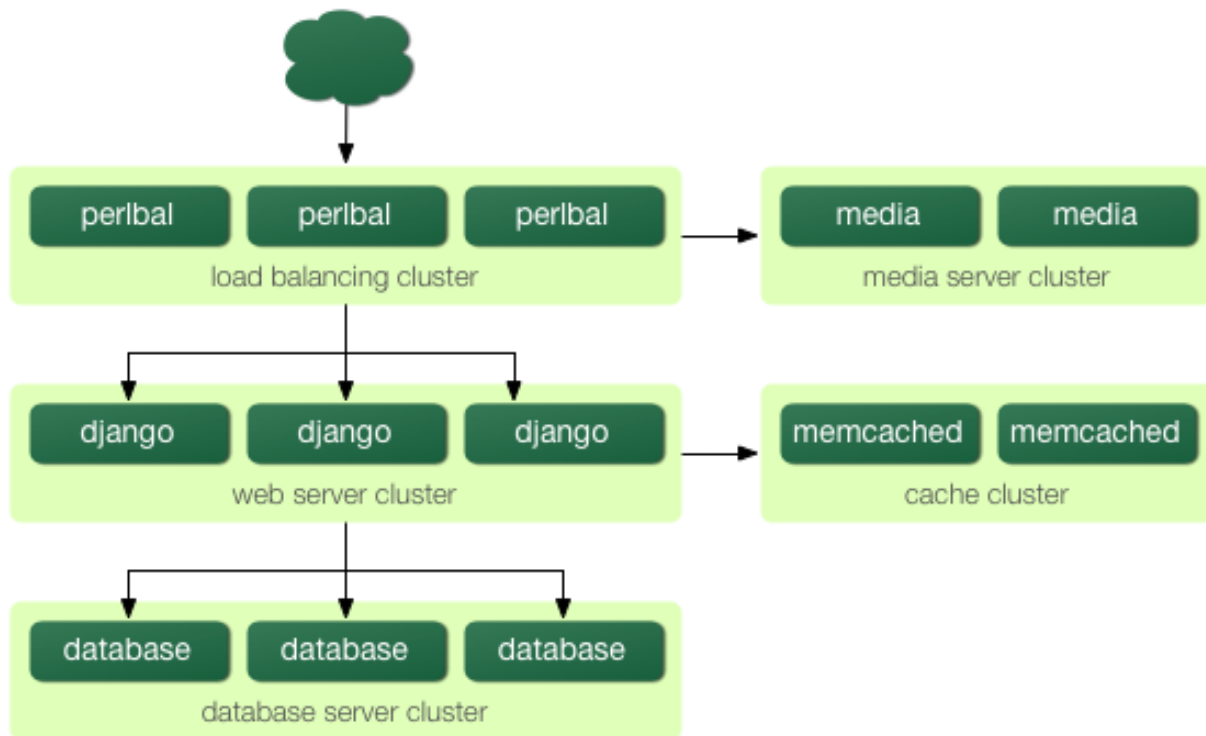 perlbal perlbal perlbal
load balancing cluster
media media
media server cluster
django django django
web server cluster
memcached memcached
cache cluster
database database database
database server cluster